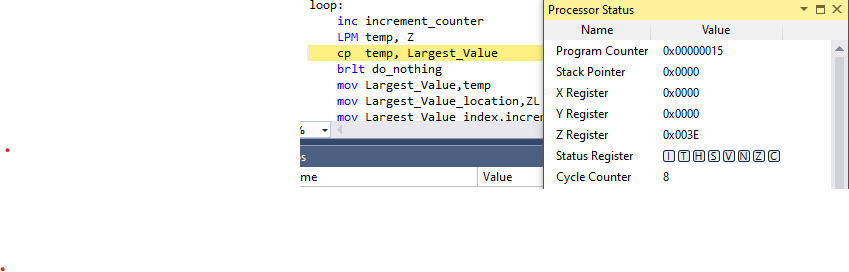 loop:
inc increment_counter
LPM temp, Z
cp temp, Largest_Value
brlt do_nothing
mov Largest_Value,temp
mov Largest_Value_location,ZL
mov Largest_Value_index,increm
%
s
me Value
Processor Status
Name Value
Program Counter 0x00000015
Stack Pointer 0x0000
X Register 0x0000
Y Register 0x0000
Z Register 0x003E
Status Register I T H S V N Z C
Cycle Counter 8